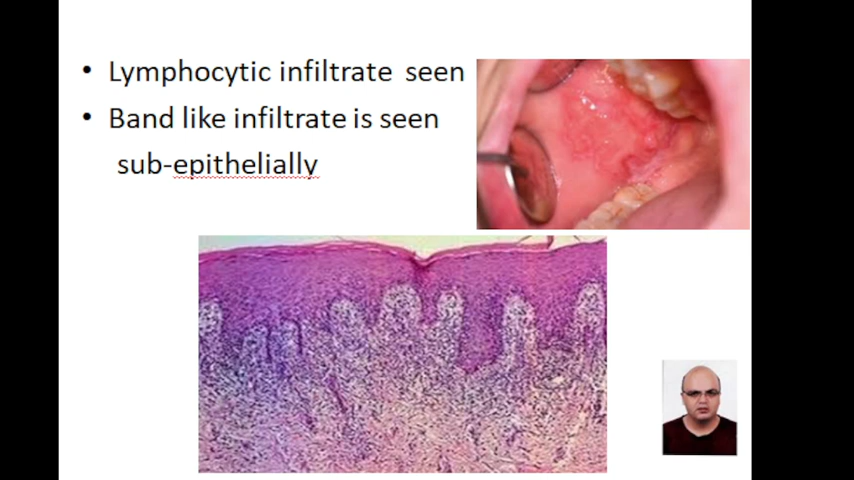 • Lymphocytic infiltrate seen
• Band like infiltrate is seen
sub-epithelially